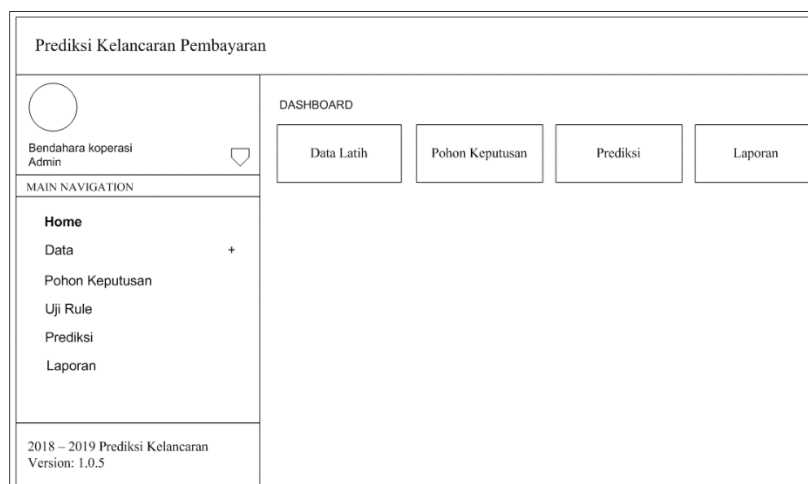 Prediksi Kelancaran Pembayaran
Bendahara koperasi
Admin
MAIN NAVIGATION
Home
Data +
Pohon Keputusan
Uji Rule
Prediksi
Laporan
2018 – 2019 Prediksi Kelancaran
Version: 1.0.5
DASHBOARD
Data Latih
Pohon Keputusan
Prediksi
Laporan